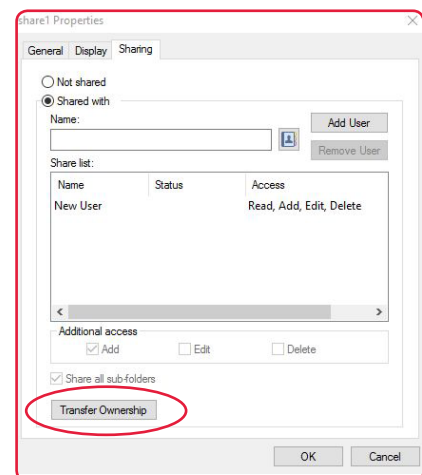 share1 Properties
General Display Sharing
Not shared
Shared with
Name:
Add User
Remove User
Share list:
Name Status Access
New User Read, Add, Edit, Delete
Additional access
Add Edit Delete
Share all sub-folders
Transfer Ownership
OK Cancel